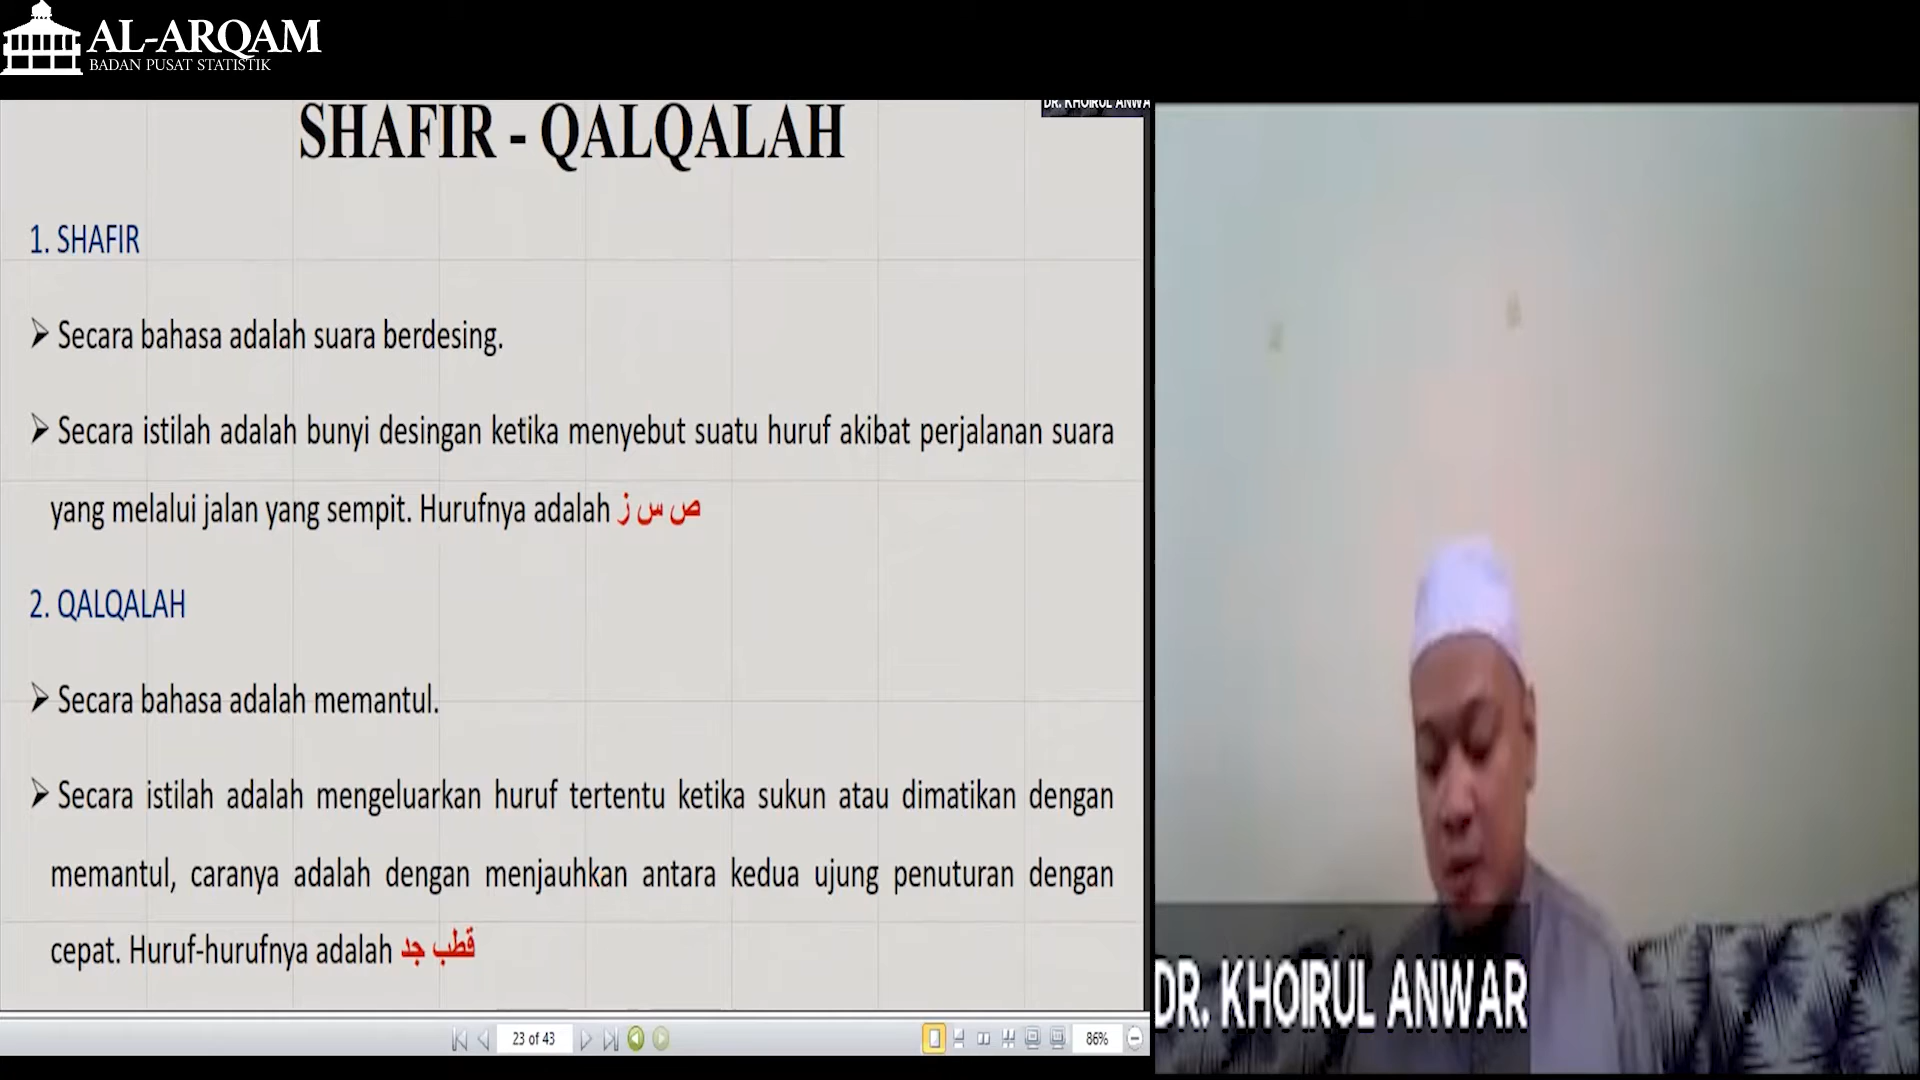 AL-ARQAM
BADAN PUSAT STATISTIK
DR. KHOIRUL ANWA
SHAFIR - QALQALAH
1. SHAFIR
➢ Secara bahasa adalah suara berdesing.
➢ Secara istilah adalah bunyi desingan ketika menyebut suatu huruf akibat perjalanan suara
yang melalui jalan yang sempit. Hurufnya adalah ص س ز
2. QALQALAH
➢ Secara bahasa adalah memantul.
➢ Secara istilah adalah mengeluarkan huruf tertentu ketika sukun atau dimatikan dengan
memantul, caranya adalah dengan menjauhkan antara kedua ujung penuturan dengan
cepat. Huruf-hurufnya adalah قطب جد
23 of 43
86%
DR. KHOIRUL ANWAR